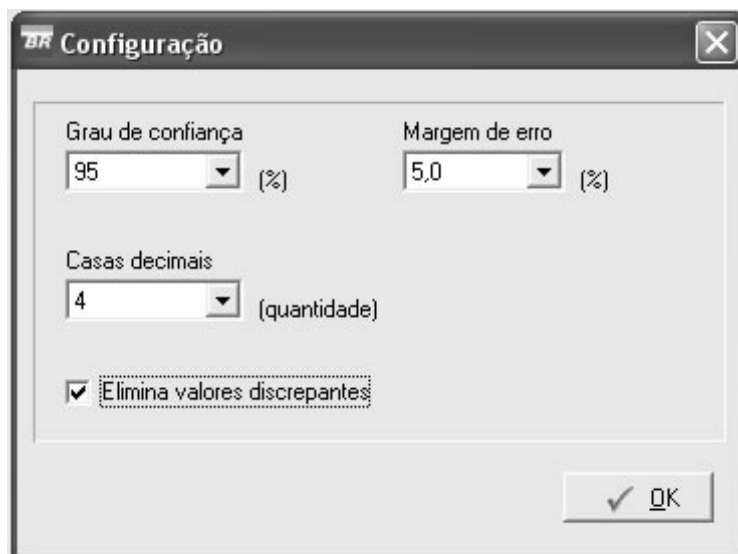 BR Configuração
Grau de confiança Margem de erro
95 (%) 5,0 (%)
Casas decimais
4 (quantidade)
Elimina valores discrepantes
OK